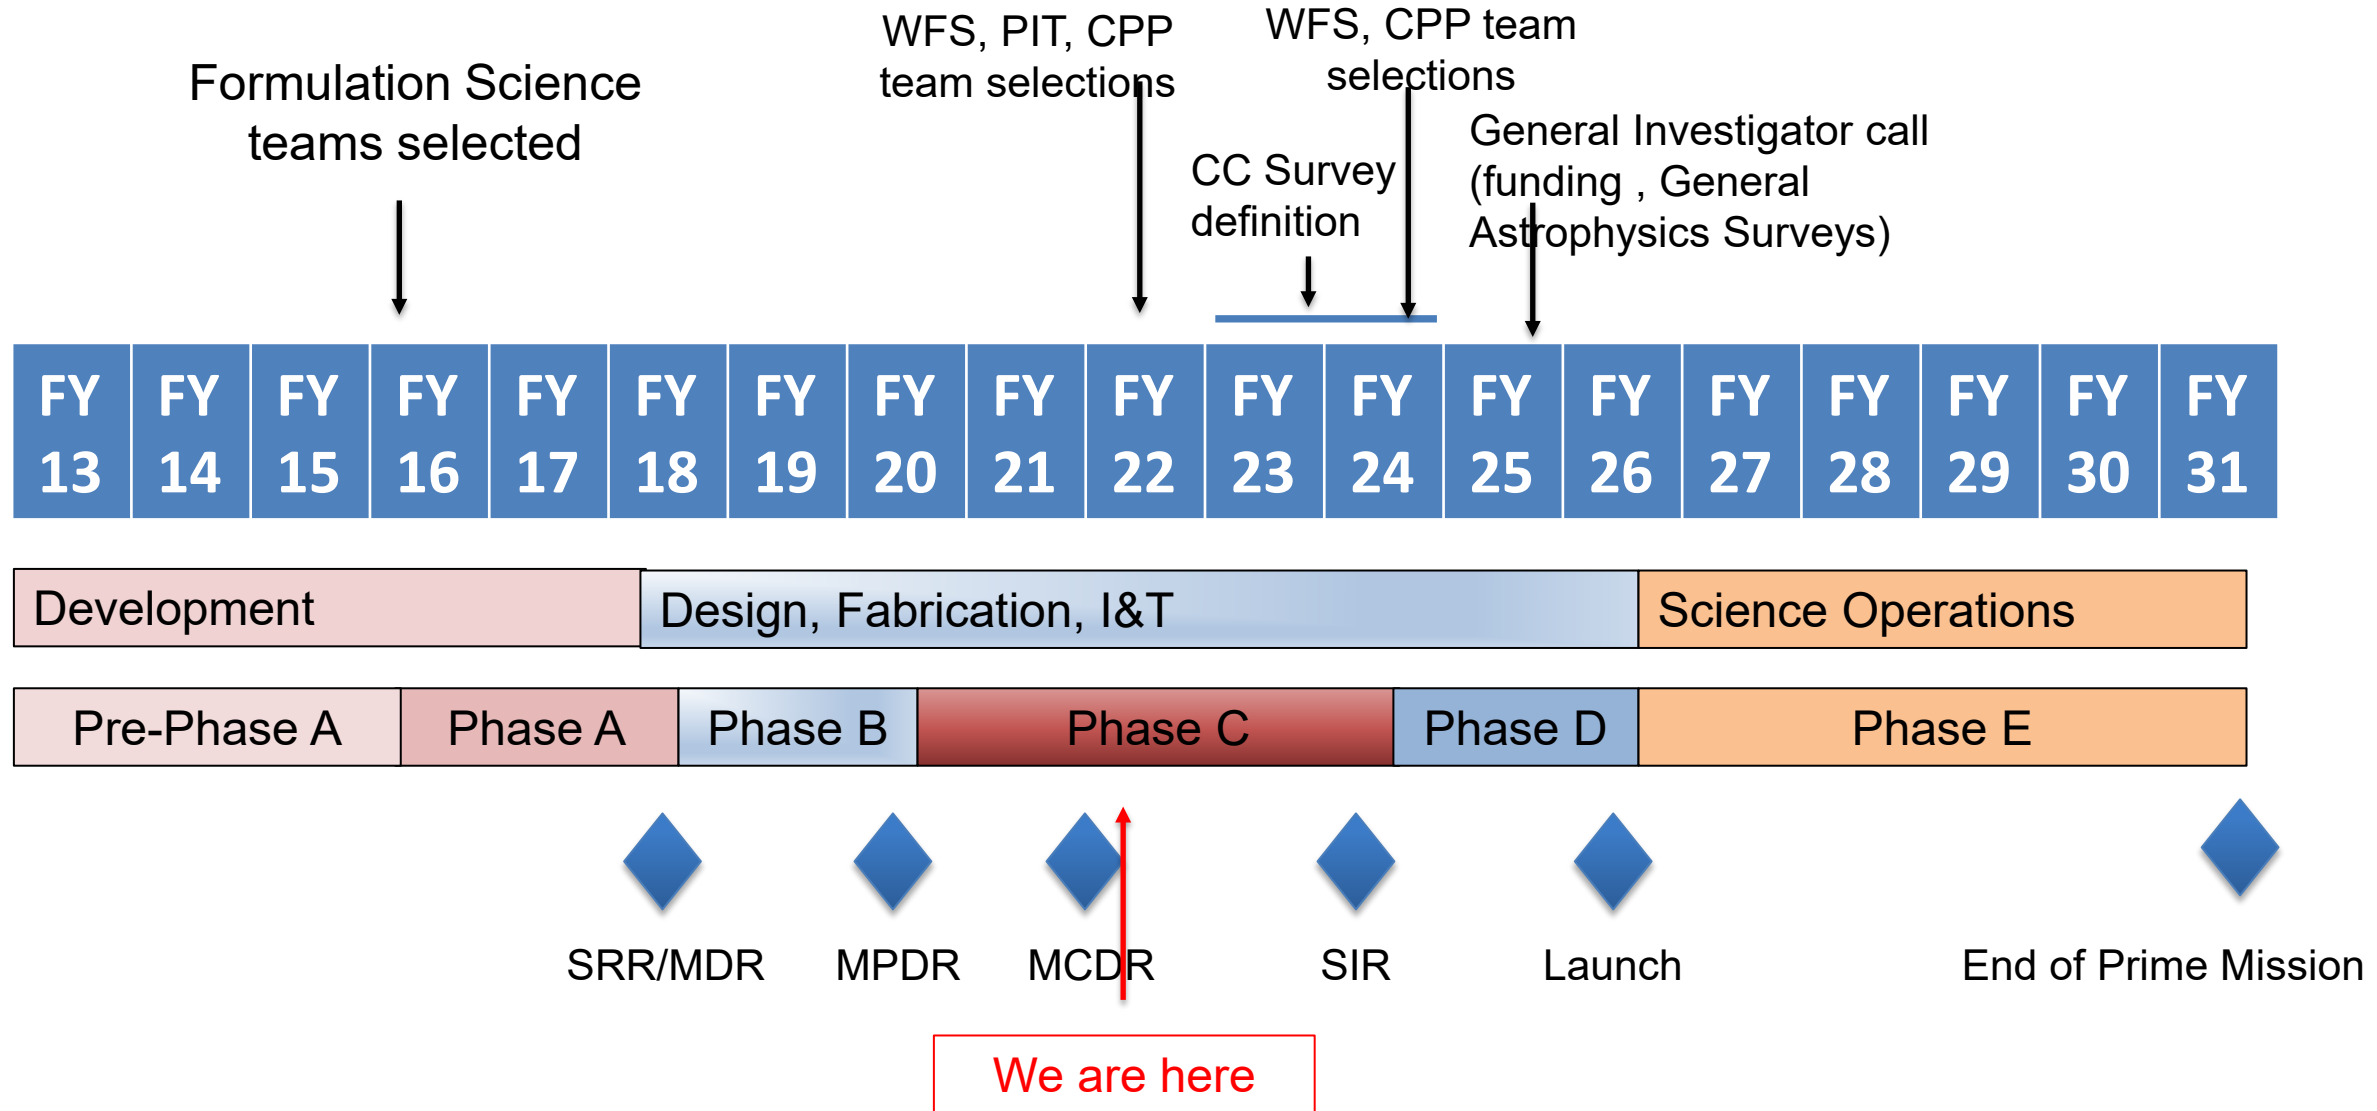 WFS, PIT, CPP
team selections
WFS, CPP team
selections
Formulation Science
teams selected
CC Survey
definition
General Investigator call
(funding , General
Astrophysics Surveys)
FY 13
FY 14
FY 15
FY 16
FY 17
FY 18
FY 19
FY 20
FY 21
FY 22
FY 23
FY 24
FY 25
FY 26
FY 27
FY 28
FY 29
FY 30
FY 31
Development
Design, Fabrication, I&T
Science Operations
Pre-Phase A
Phase A
Phase B
Phase C
Phase D
Phase E
SRR/MDR
MPDR
MCDR
SIR
Launch
End of Prime Mission
We are here